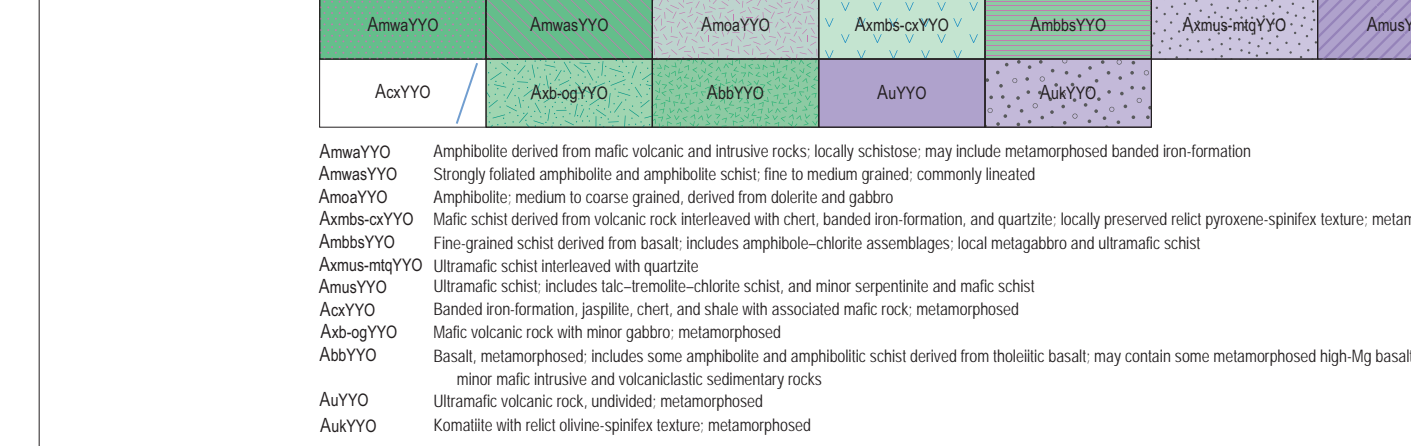 AmwaYYO AmwasYYO AmoaYYO Axmbs-cxYYO AmbbsYYO Axmus-mtqYYO
AcxYYO Axb-ogYYO AbbYYO AuYYO AukYYO
AmwaYYO Amphibolite derived from mafic volcanic and intrusive rocks; locally schistose; may include metamorphosed banded iron-formation
AmwasYYO Strongly foliated amphibolite and amphibolite schist; fine to medium grained; commonly lineated
AmoaYYO Amphibolite; medium to coarse grained, derived from dolerite and gabbro
Axmbs-cxYYO Mafic schist derived from volcanic rock interleaved with chert, banded iron-formation, and quartzite; locally preserved relict pyroxene-spinifex texture;
AmbbsYYO Fine-grained schist derived from basalt; includes amphibole–chlorite assemblages; local metagabbro and ultramafic schist
Axmus-mtqYYO Ultramafic schist interleaved with quartzite
AmusYYO Ultramafic schist; includes talc–tremolite–chlorite schist, and minor serpentinite and mafic schist
AcxYYO Banded iron-formation, jaspilite, chert, and shale with associated mafic rock; metamorphosed
Axb-ogYYO Mafic volcanic rock with minor gabbro; metamorphosed
AbbYYO Basalt, metamorphosed; includes some amphibolite and amphibolitic schist derived from tholeiitic basalt; may contain some metamorphosed high-Mg basalt
minor mafic intrusive and volcaniclastic sedimentary rocks
AuYYO Ultramafic volcanic rock, undivided; metamorphosed
AukYYO Komatiite with relict olivine-spinifex texture; metamorphosed